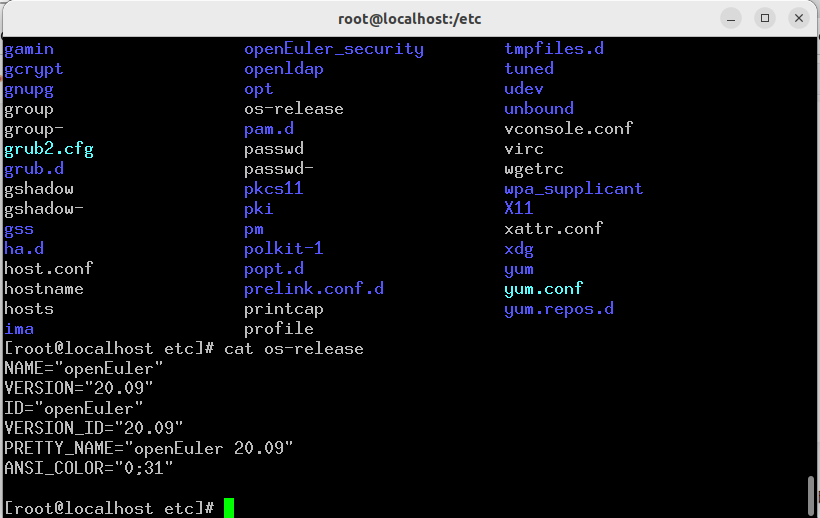 root@localhost:/etc
gamin openEuler_security tmpfiles.d
gcrypt openldap tuned
gnupg opt udev
group os-release unbound
group- pam.d vconsole.conf
grub2.cfg passwd virc
grub.d passwd- wgetrc
gshadow pkcs11 wpa_supplicant
gshadow- pki X11
gss pm xattr.conf
ha.d polkit-1 xdg
host.conf popt.d yum
hostname prelink.conf.d yum.conf
hosts printcap yum.repos.d
ima profile
[root@localhost etc]# cat os-release
NAME="openEuler"
VERSION="20.09"
ID="openEuler"
VERSION_ID="20.09"
PRETTY_NAME="openEuler 20.09"
ANSI_COLOR="0;31"
[root@localhost etc]#